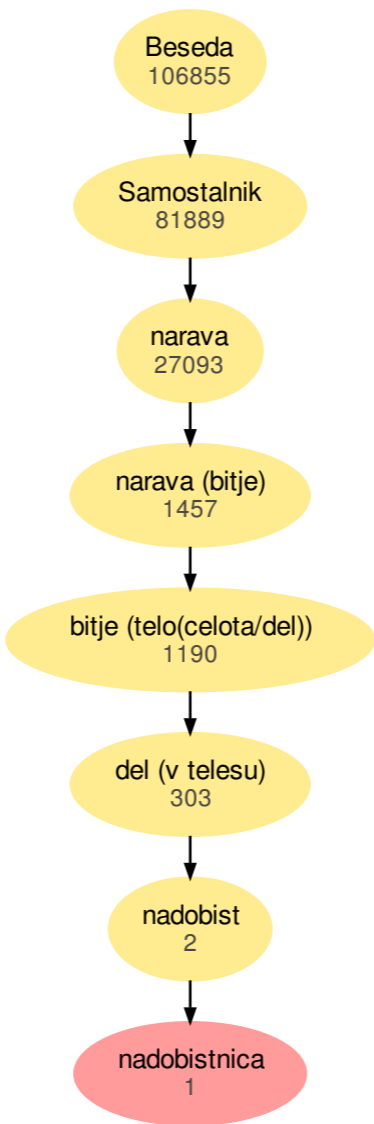 Beseda
106855
Samostalnik
81889
narava
27093
narava (bitje)
1457
bitje (telo(celota/del))
1190
del (v telesu)
303
nadobist
2
nadobistnica
1